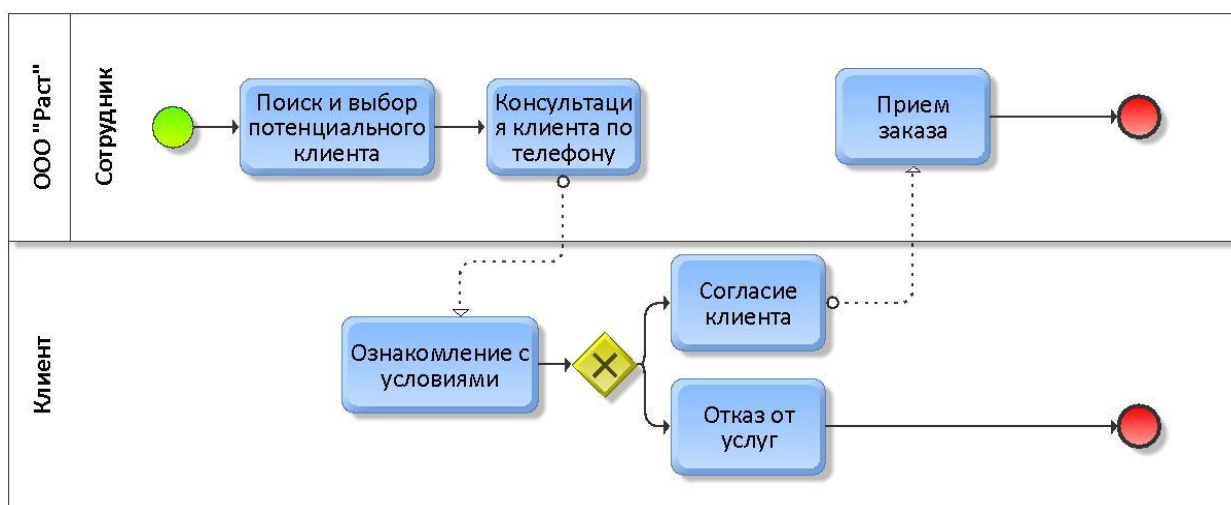 ООО "Раст"
Сотрудник
Поиск и выбор
потенциального
клиента
Консультаци
я клиента по
телефону
Прием
заказа
Клиент
Ознакомление с
условиями
Согласие
клиента
Отказ от
услуг